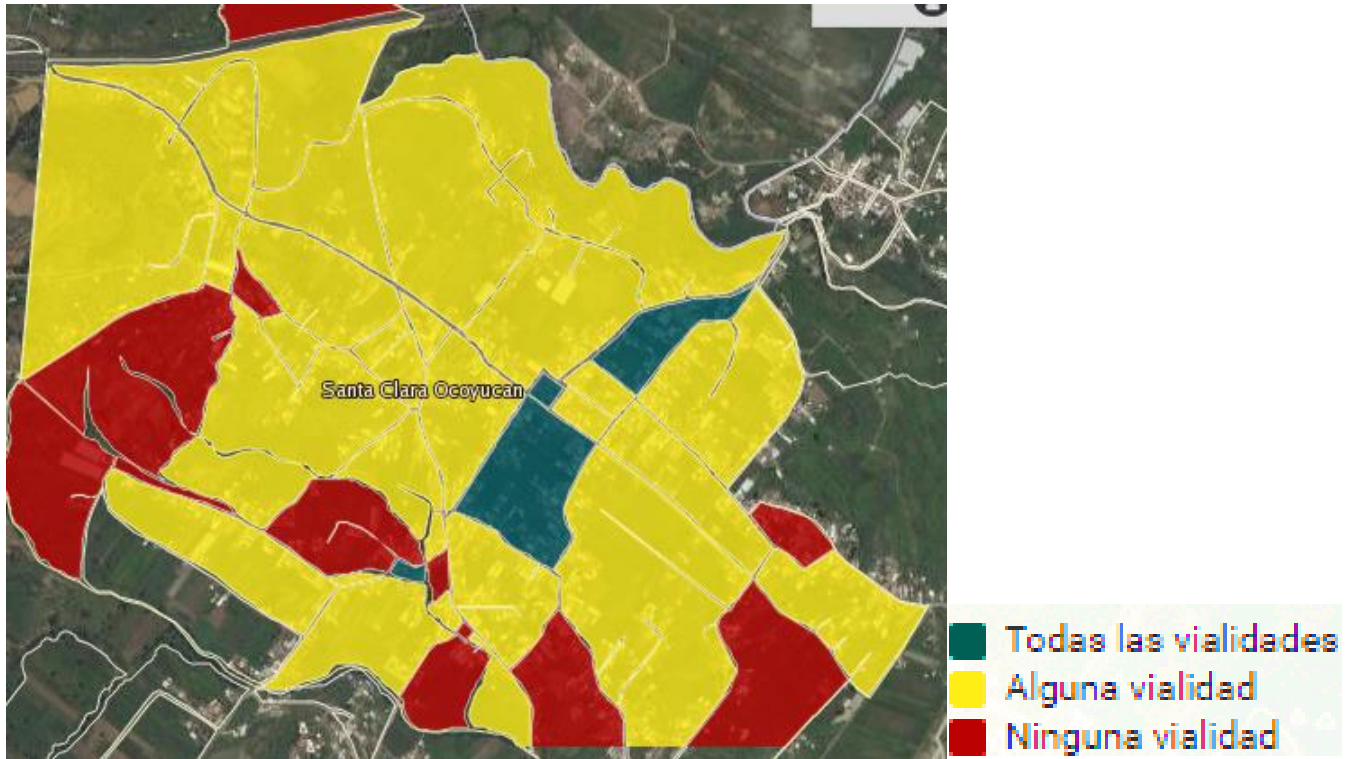 Santa Clara Ocoyucan
Todas las vialidades
Alguna vialidad
Ninguna vialidad